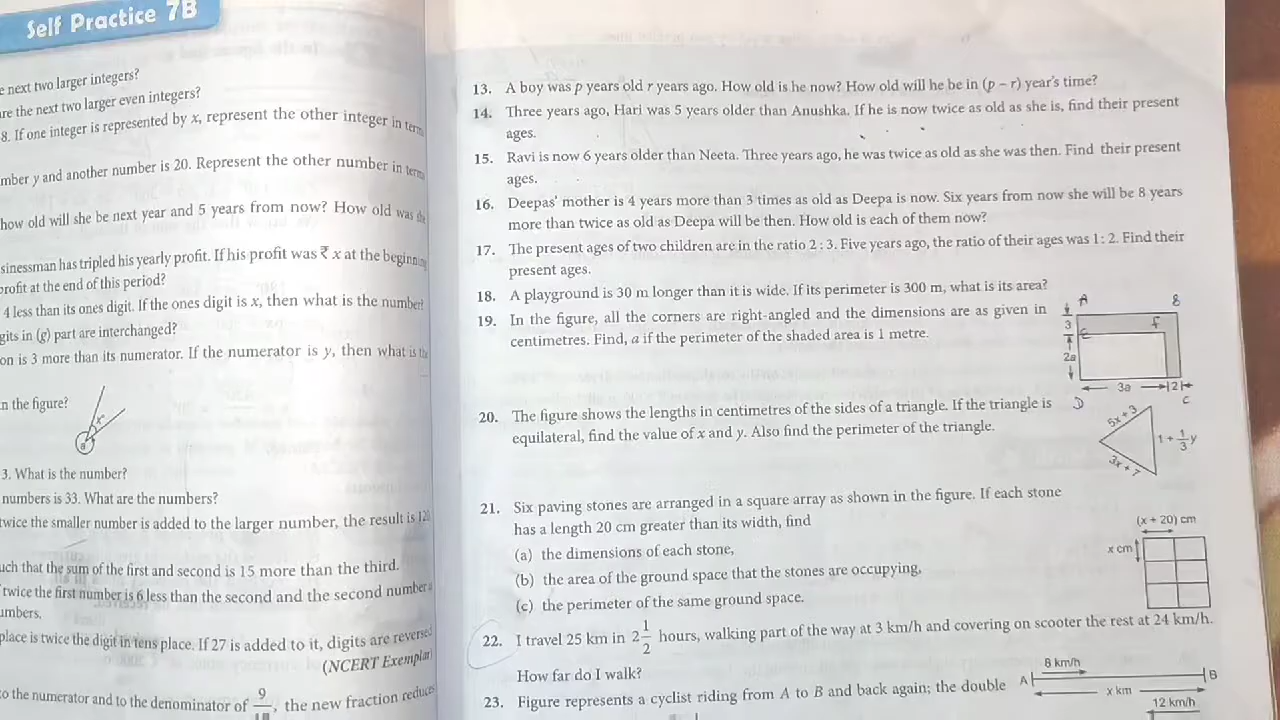 Self Practice 7B
e next two larger integers?
are the next two larger even integers?
8. If one integer is represented by x, represent the other integer in
mber y and another number is 20. Represent the other number in
how old will she be next year and 5 years from now? How old was
sinessman has tripled his yearly profit. If his profit was ₹ x at the
profit at the end of this period?
4 less than its ones digit. If the ones digit is x, then what is the number?
gits in (g) part are interchanged?
on is 3 more than its numerator. If the numerator is y, then what is
n the figure?
x
a
3. What is the number?
numbers is 33. What are the numbers?
twice the smaller number is added to the larger number, the result is
uch that the sum of the first and second is 15 more than the third.
twice the first number is 6 less than the second and the second number
umbers.
place is twice the digit in tens place. If 27 is added to it, digits are reversed
(NCERT Exemplar)
to the numerator and to the denominator of 9, the new fraction
13. A boy was p years old r years ago. How old is he now? How old will he be in (p – r) year's time?
14. Three years ago, Hari was 5 years older than Anushka. If he is now twice as old as she is, find their present
ages.
15. Ravi is now 6 years older than Neeta. Three years ago, he was twice as old as she was then. Find their present
ages.
16. Deepas' mother is 4 years more than 3 times as old as Deepa is now. Six years from now she will be 8 years
more than twice as old as Deepa will be then. How old is each of them now?
17. The present ages of two children are in the ratio 2 : 3. Five years ago, the ratio of their ages was 1 : 2. Find their
present ages.
18. A playground is 30 m longer than it is wide. If its perimeter is 300 m, what is its area?
19. In the figure, all the corners are right-angled and the dimensions are as given in
centimetres. Find, a if the perimeter of the shaded area is 1 metre.
A B
3 E F
2a
3a 2
D C
20. The figure shows the lengths in centimetres of the sides of a triangle. If the triangle is
equilateral, find the value of x and y. Also find the perimeter of the triangle.
5x + 3
1 + 1/3 y
3x + 7
21. Six paving stones are arranged in a square array as shown in the figure. If each stone
has a length 20 cm greater than its width, find
(a) the dimensions of each stone,
(b) the area of the ground space that the stones are occupying,
(c) the perimeter of the same ground space.
(x + 20) cm
x cm
22. I travel 25 km in 2 1/2 hours, walking part of the way at 3 km/h and covering on scooter the rest at 24 km/h.
How far do I walk?
23. Figure represents a cyclist riding from A to B and back again; the double
8 km/h
A B
x km
12 km/h